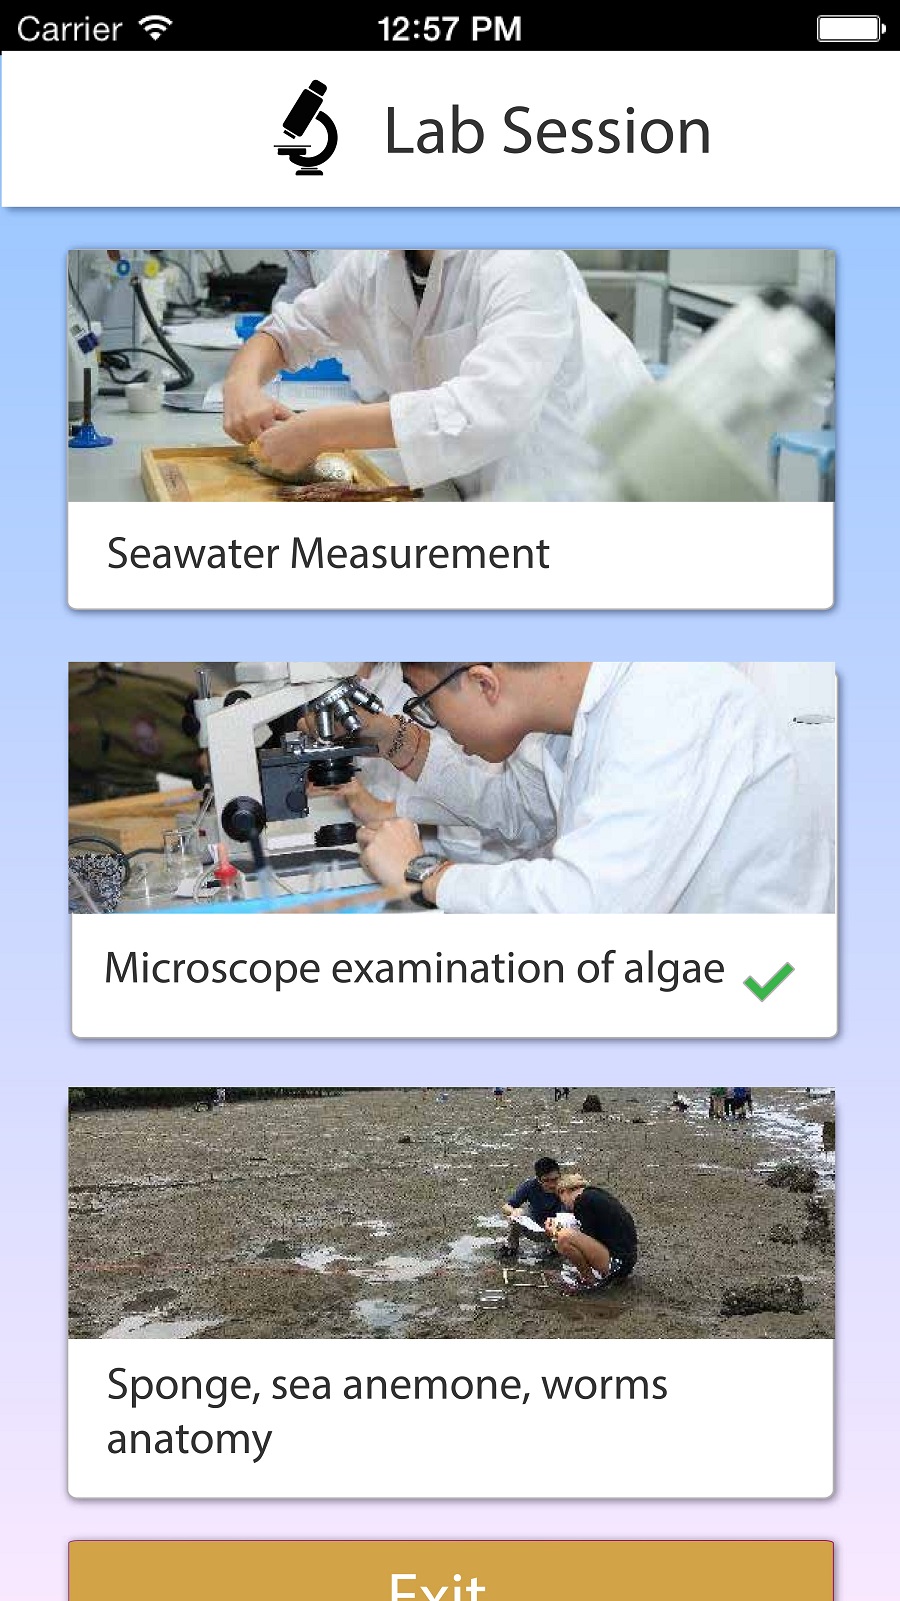 Carrier 12:57 PM
Lab Session
Seawater Measurement
Microscope examination of algae
Sponge, sea anemone, worms
anatomy
Exit